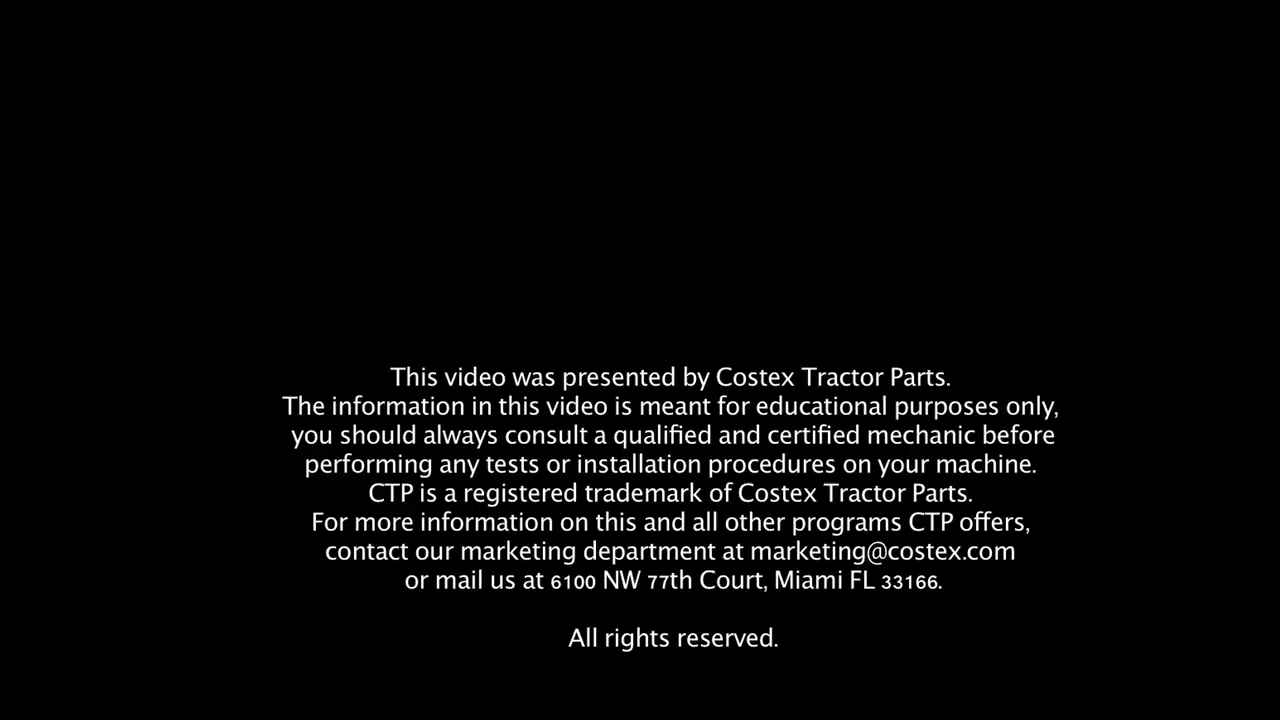 This video was presented by Costex Tractor Parts.
The information in this video is meant for educational purposes only,
you should always consult a qualified and certified mechanic before
performing any tests or installation procedures on your machine.
CTP is a registered trademark of Costex Tractor Parts.
For more information on this and all other programs CTP offers,
contact our marketing department at marketing@costex.com
or mail us at 6100 NW 77th Court, Miami FL 33166.
All rights reserved.